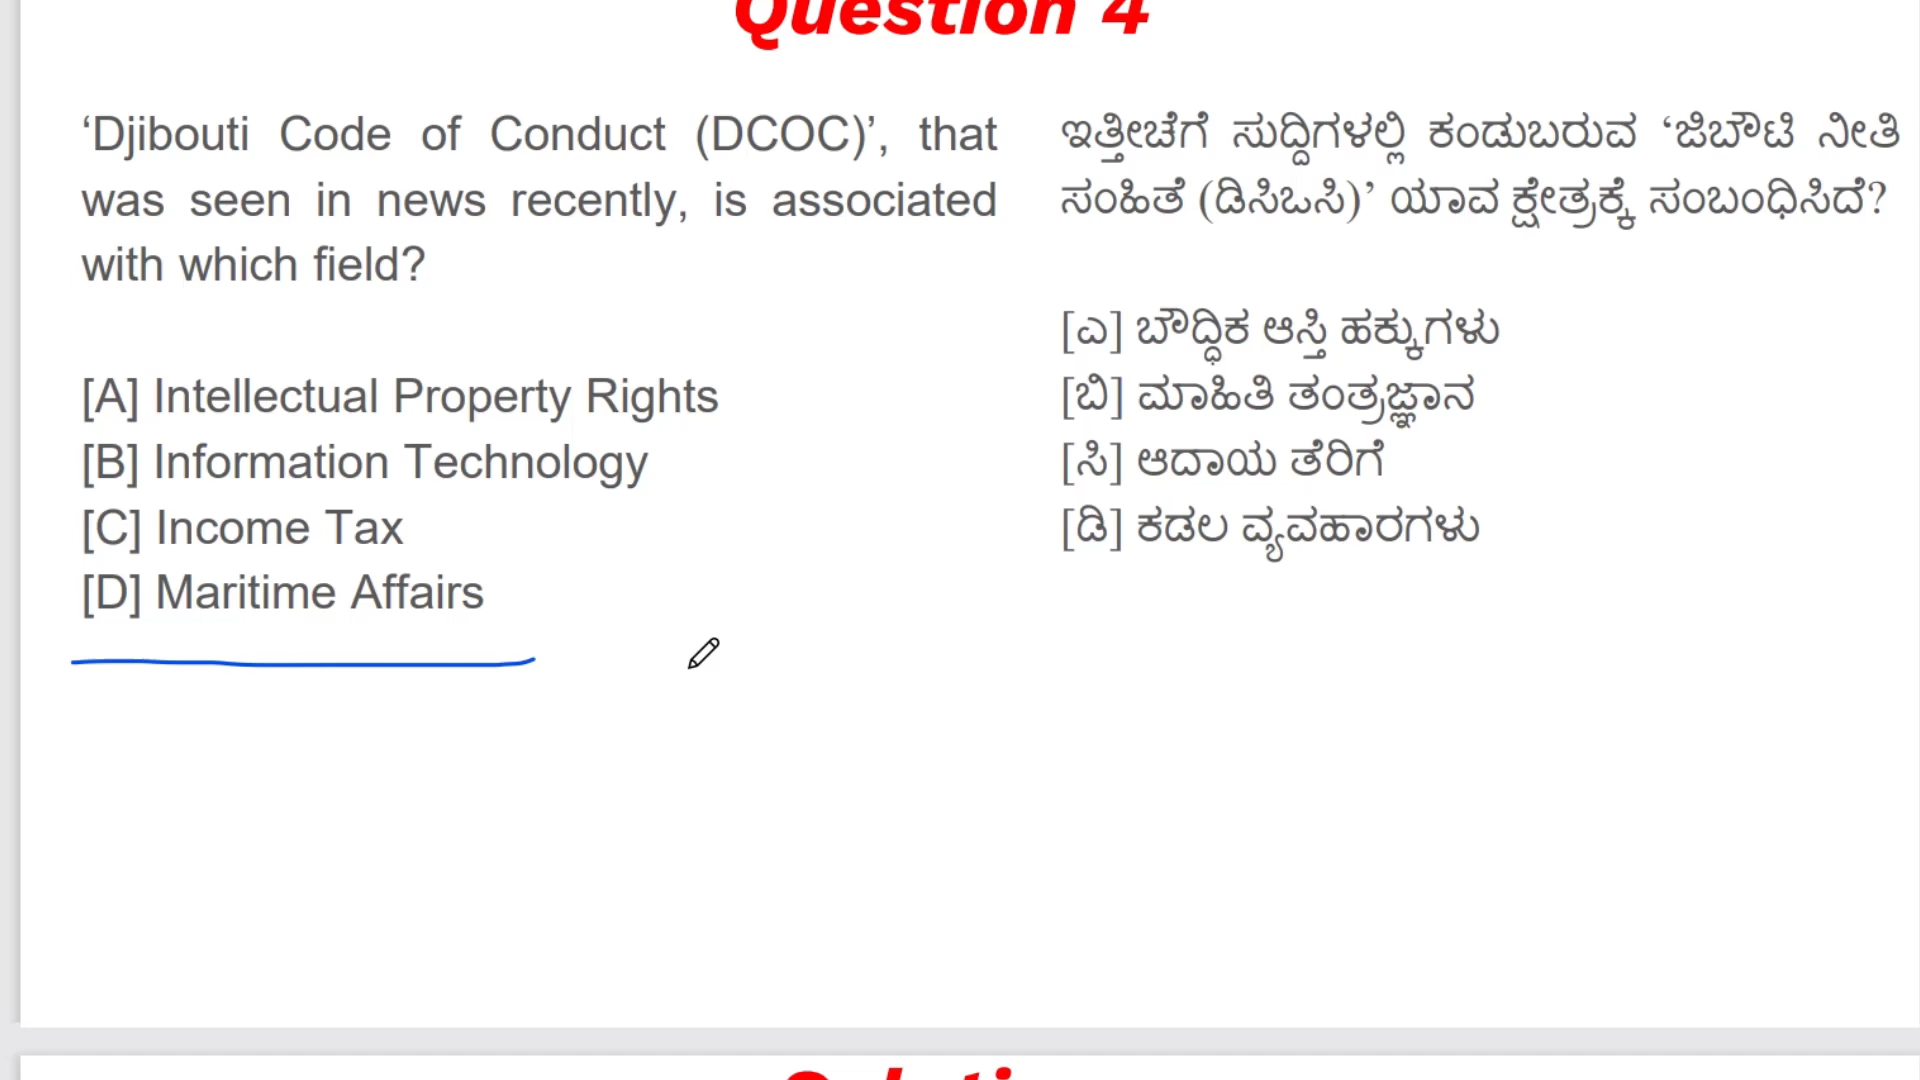 Question 4
‘Djibouti Code of Conduct (DCOC)’, that
was seen in news recently, is associated
with which field?
[A] Intellectual Property Rights
[B] Information Technology
[C] Income Tax
[D] Maritime Affairs
ಇತ್ತೀಚೆಗೆ ಸುದ್ದಿಗಳಲ್ಲಿ ಕಂಡುಬರುವ ‘ಜಿಬೌಟಿ ನೀತಿ
ಸಂಹಿತೆ (ಡಿಸಿಒಸಿ)’ ಯಾವ ಕ್ಷೇತ್ರಕ್ಕೆ ಸಂಬಂಧಿಸಿದೆ?
[ಎ] ಬೌದ್ಧಿಕ ಆಸ್ತಿ ಹಕ್ಕುಗಳು
[ಬಿ] ಮಾಹಿತಿ ತಂತ್ರಜ್ಞಾನ
[ಸಿ] ಆದಾಯ ತೆರಿಗೆ
[ಡಿ] ಕಡಲ ವ್ಯವಹಾರಗಳು